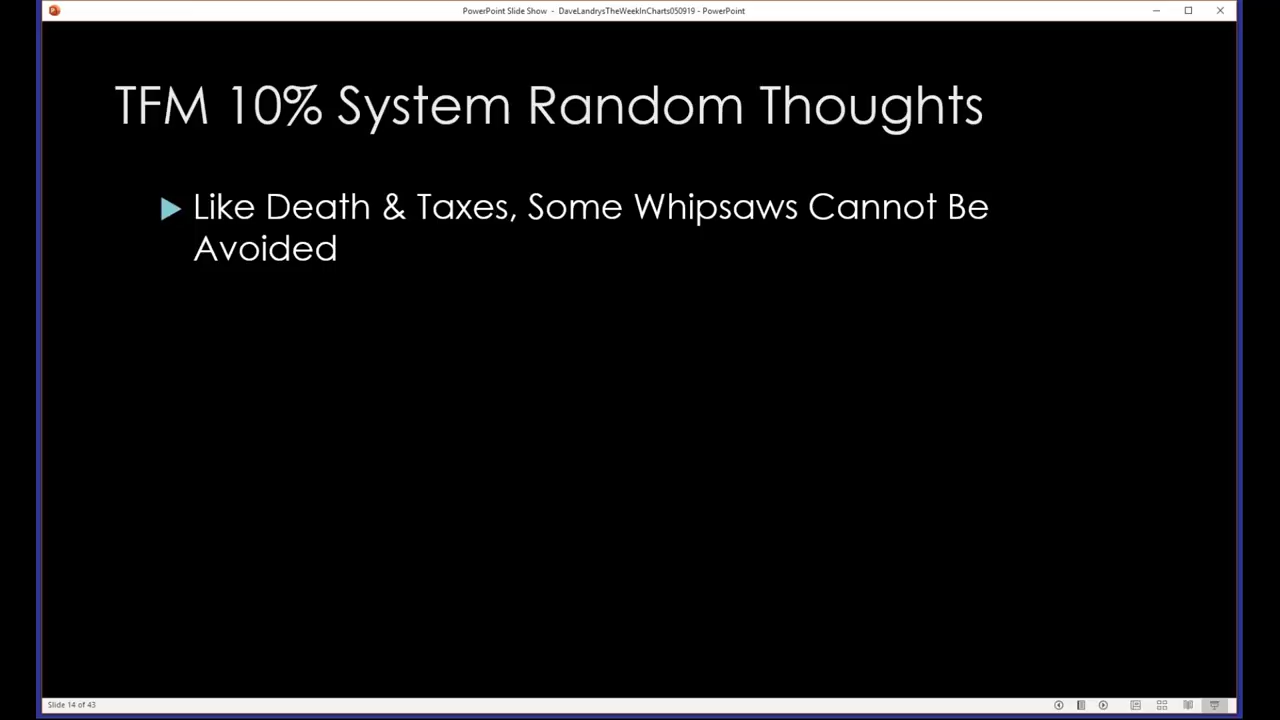 PowerPoint Slide Show - DaveLandrysTheWeekInCharts050919 - PowerPoint
TFM 10% System Random Thoughts
Like Death & Taxes, Some Whipsaws Cannot Be
Avoided
Slide 14 of 43